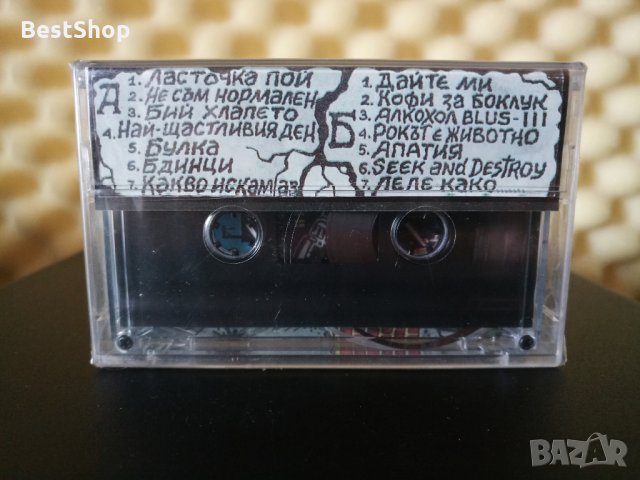 BestShop
А
1. Ласточка пой
2. Не съм нормален
3. Бий хлапето
4. Най-щастливия ден
5. Булка
6. Бдинци
7. Какво искам аз
Б
1. Дайте ми
2. Кофи за боклук
3. Алкохол BLUS-III
4. Рокът е животно
5. Апатия
6. Seek and Destroy
7. Леле како
BAZAR